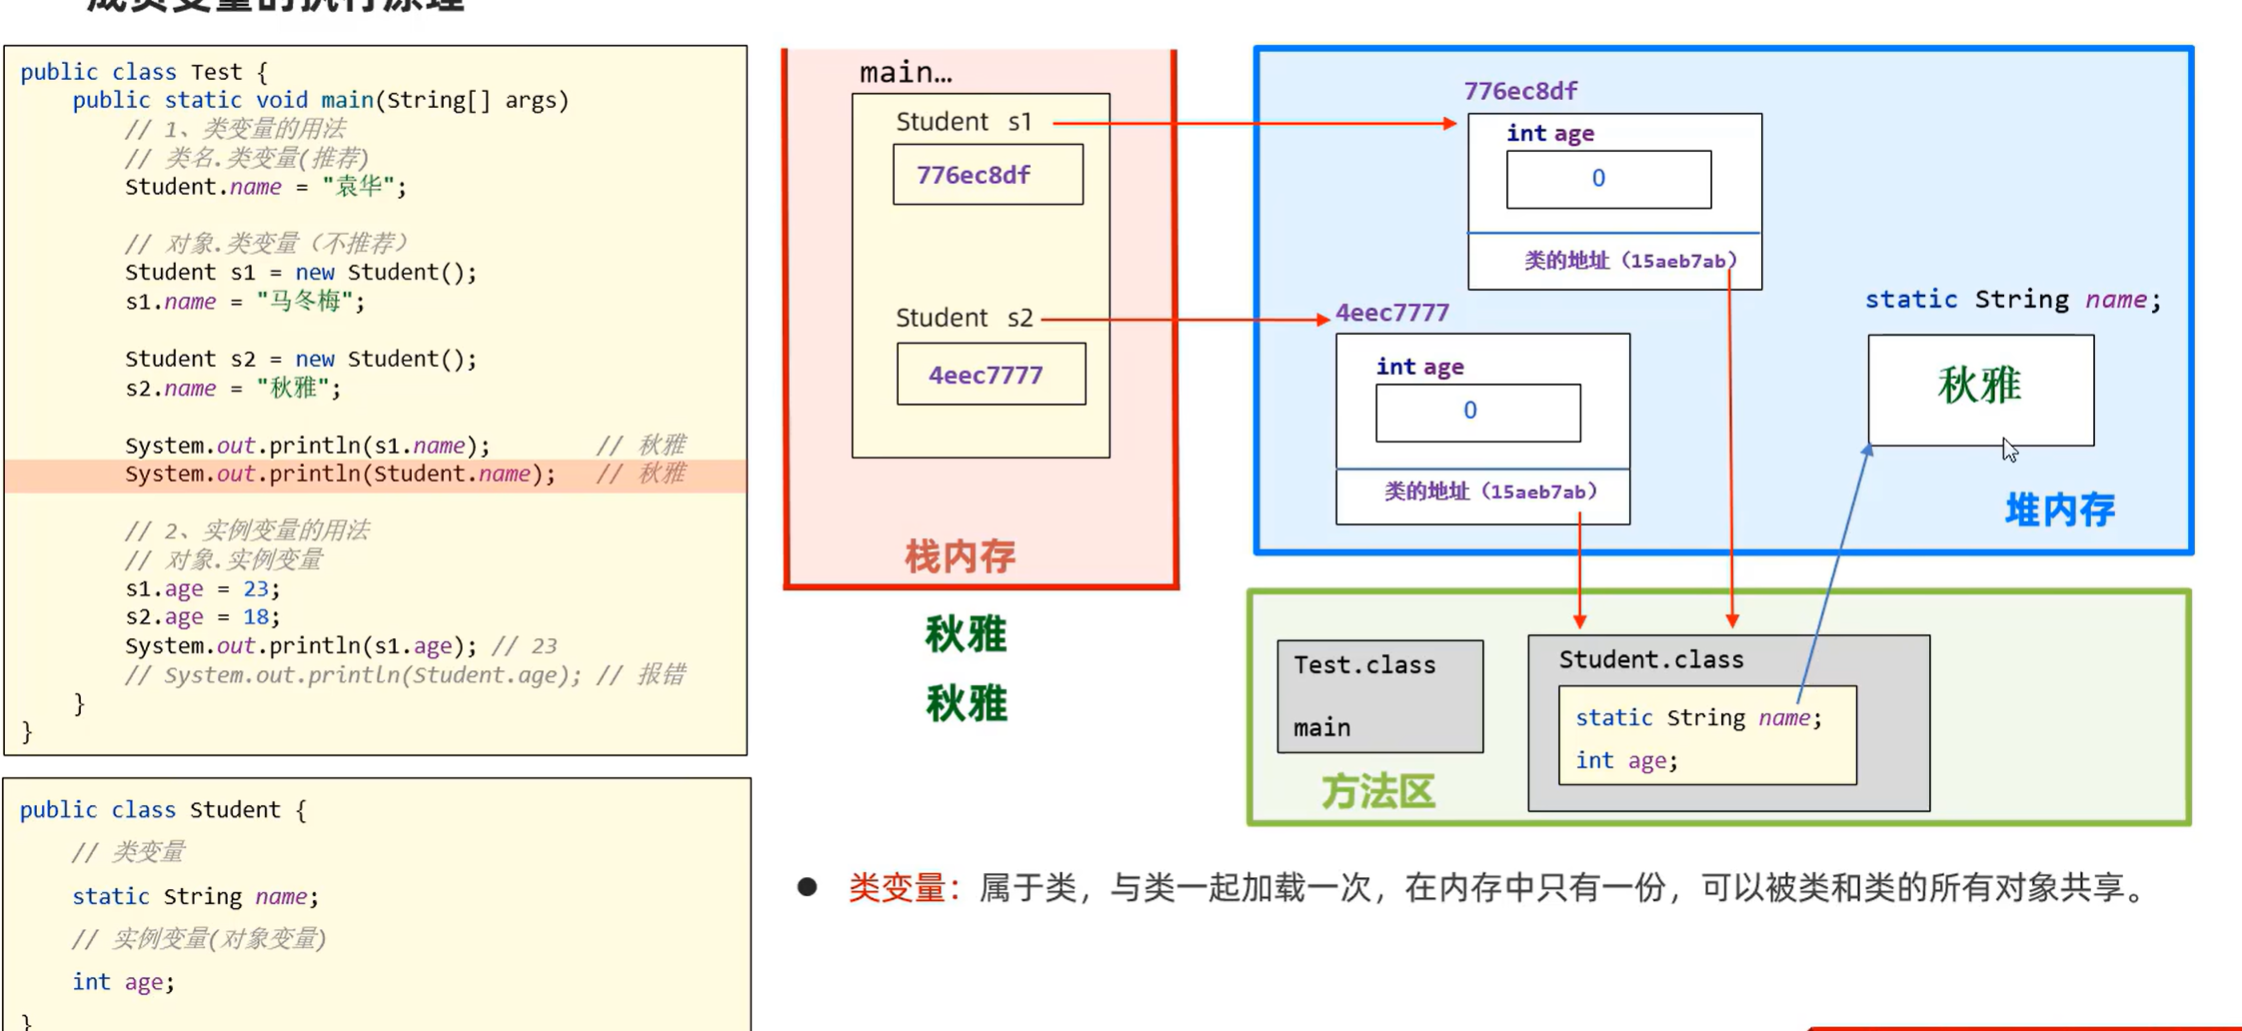 成员变量的执行原理
public class Test {
public static void main(String[] args)
// 1、类变量的用法
// 类名.类变量(推荐)
Student.name = "袁华";
// 对象.类变量（不推荐）
Student s1 = new Student();
s1.name = "马冬梅";
Student s2 = new Student();
s2.name = "秋雅";
System.out.println(s1.name); // 秋雅
System.out.println(Student.name); // 秋雅
// 2、实例变量的用法
// 对象.实例变量
s1.age = 23;
s2.age = 18;
System.out.println(s1.age); // 23
// System.out.println(Student.age); // 报错
}
}
public class Student {
// 类变量
static String name;
// 实例变量(对象变量)
int age;
}
main…
Student s1
776ec8df
Student s2
4eec7777
栈内存
秋雅
秋雅
776ec8df
int age
0
类的地址（15aeb7ab）
4eec7777
int age
0
类的地址（15aeb7ab）
static String name;
秋雅
堆内存
Test.class
main
方法区
Student.class
static String name;
int age;
● 类变量：属于类，与类一起加载一次，在内存中只有一份，可以被类和类的所有对象共享。